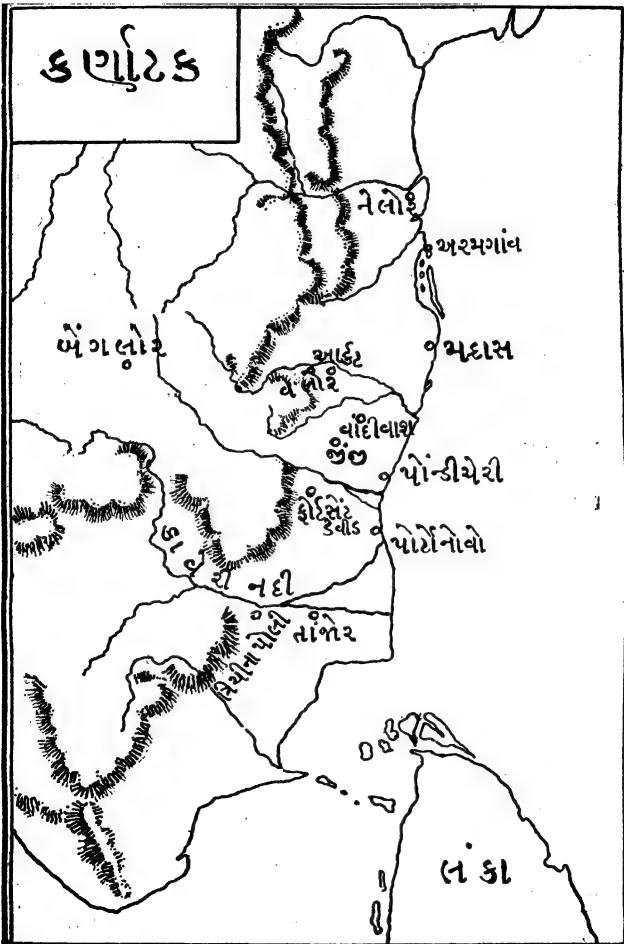 કર્ણાટક
નેલોર
અરમગાંવ
બેંગલોર
આર્કટ
મદ્રાસ
વેલોર
વાંદીવાશ
જીંજી
પોંન્ડીચેરી
ફોર્ટસેંટ
ડેવીડ
પોર્ટોનોવો
કાવેરી નદી
ત્રિચીનાપોલી
તાંજોર
લંકા